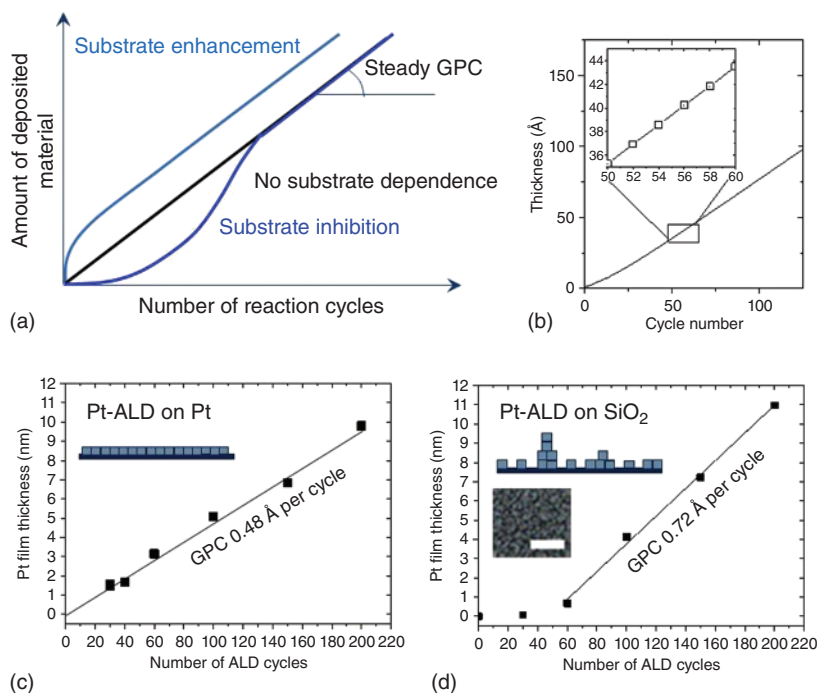 Substrate enhancement
Steady GPC
No substrate dependence
Substrate inhibition
Amount of deposited
material
Number of reaction cycles
(a)
175
150
100
50
0
0
50
100
Thickness (Å)
Cycle number
44
42
40
38
36
50 52 54 56 58 60
(b)
Pt-ALD on Pt
GPC 0.48 Å per cycle
12
11
10
9
8
7
6
5
4
3
2
1
0
Pt film thickness (nm)
0 20 40 60 80 100 120 140 160 180 200 220
Number of ALD cycles
(c)
Pt-ALD on SiO2
GPC 0.72 Å per cycle
12
11
10
9
8
7
6
5
4
3
2
1
0
Pt film thickness (nm)
0 20 40 60 80 100 120 140 160 180 200 220
Number of ALD cycles
(d)